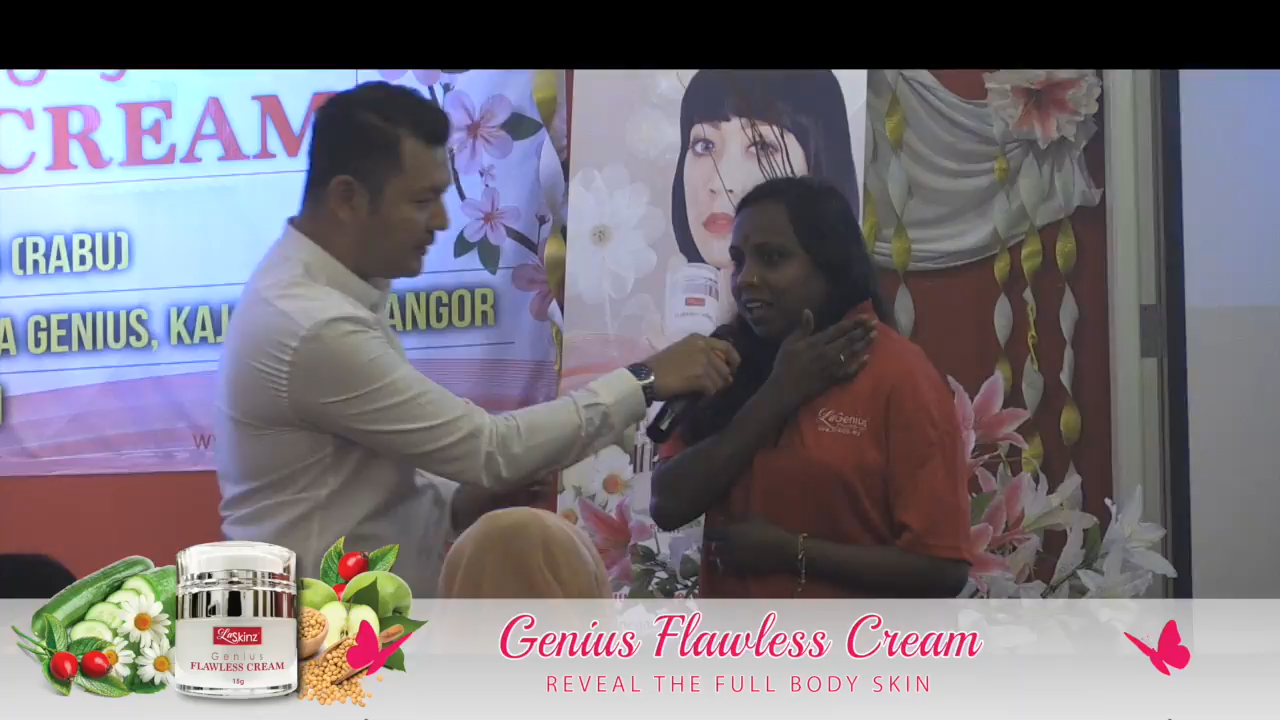 CREAM
(RABU)
A GENIUS, KAJ ANGOR
W
LaGenius
LaSkinz
Genius
FLAWLESS CREAM
15g
Genius Flawless Cream
REVEAL THE FULL BODY SKIN